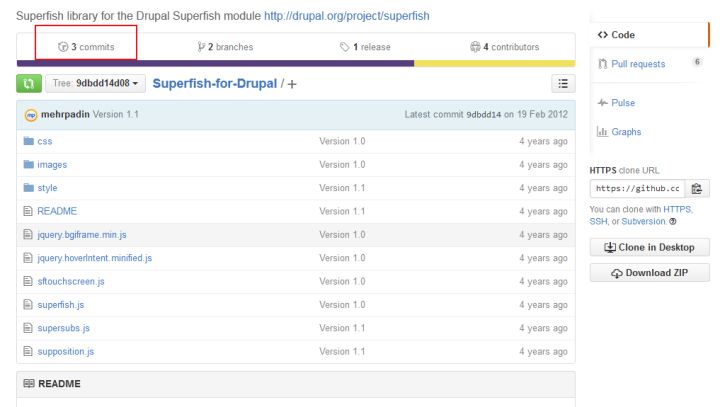 Superfish library for the Drupal Superfish module http://drupal.org/project/superfish
3 commits 2 branches 1 release 4 contributors
Tree: 9dbdd14d08 Superfish-for-Drupal / +
mp mehrpadin Version 1.1 Latest commit 9dbdd14 on 19 Feb 2012
css Version 1.0 4 years ago
images Version 1.0 4 years ago
style Version 1.1 4 years ago
README Version 1.1 4 years ago
jquery.bgiframe.min.js Version 1.0 4 years ago
jquery.hoverIntent.minified.js Version 1.0 4 years ago
sftouchscreen.js Version 1.0 4 years ago
superfish.js Version 1.0 4 years ago
supersubs.js Version 1.1 4 years ago
supposition.js Version 1.1 4 years ago
README
<> Code
Pull requests 6
Pulse
Graphs
HTTPS clone URL
https://github.cc
You can clone with HTTPS,
SSH, or Subversion. ?
Clone in Desktop
Download ZIP